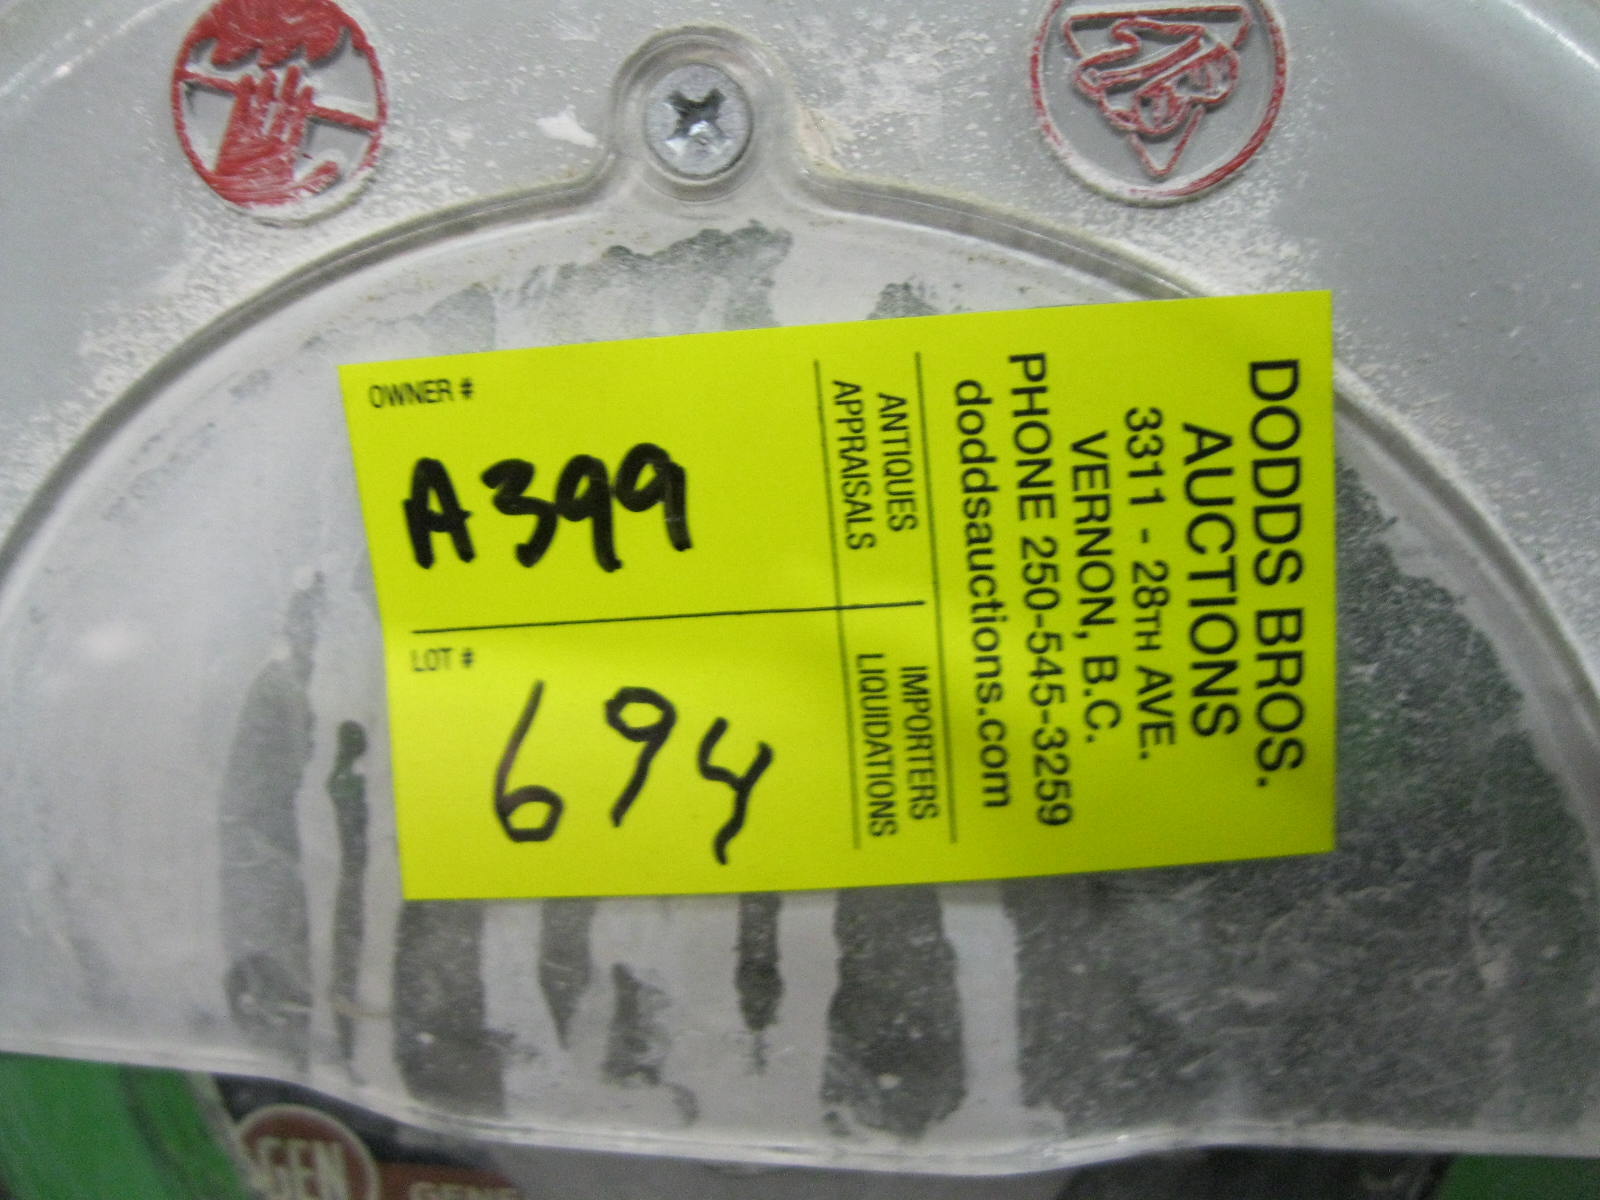 DODDS BROS.
AUCTIONS
3311 - 28TH AVE.
VERNON, B.C.
PHONE 250-545-3259
doddsauctions.com
ANTIQUES
APPRAISALS
IMPORTERS
LIQUIDATIONS
OWNER #
A399
LOT #
694
GEN
GENE